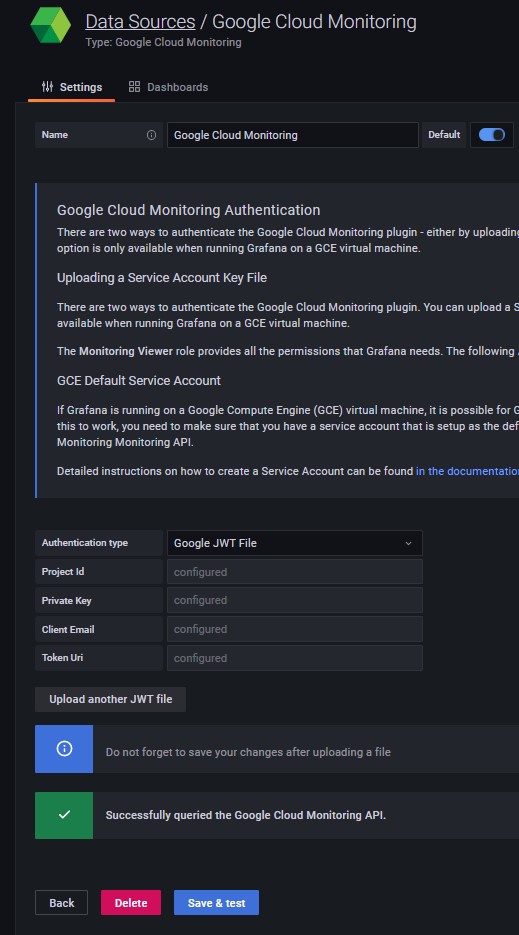 Data Sources / Google Cloud Monitoring
Type: Google Cloud Monitoring
Settings
Dashboards
Name
Google Cloud Monitoring
Default
Google Cloud Monitoring Authentication
There are two ways to authenticate the Google Cloud Monitoring plugin - either by uploading
option is only available when running Grafana on a GCE virtual machine.
Uploading a Service Account Key File
There are two ways to authenticate the Google Cloud Monitoring plugin. You can upload a S
available when running Grafana on a GCE virtual machine.
The Monitoring Viewer role provides all the permissions that Grafana needs. The following
GCE Default Service Account
If Grafana is running on a Google Compute Engine (GCE) virtual machine, it is possible for G
this to work, you need to make sure that you have a service account that is setup as the def
Monitoring Monitoring API.
Detailed instructions on how to create a Service Account can be found in the documentatio
Authentication type
Google JWT File
Project Id
configured
Private Key
configured
Client Email
configured
Token Uri
configured
Upload another JWT file
Do not forget to save your changes after uploading a file
Successfully queried the Google Cloud Monitoring API.
Back
Delete
Save & test